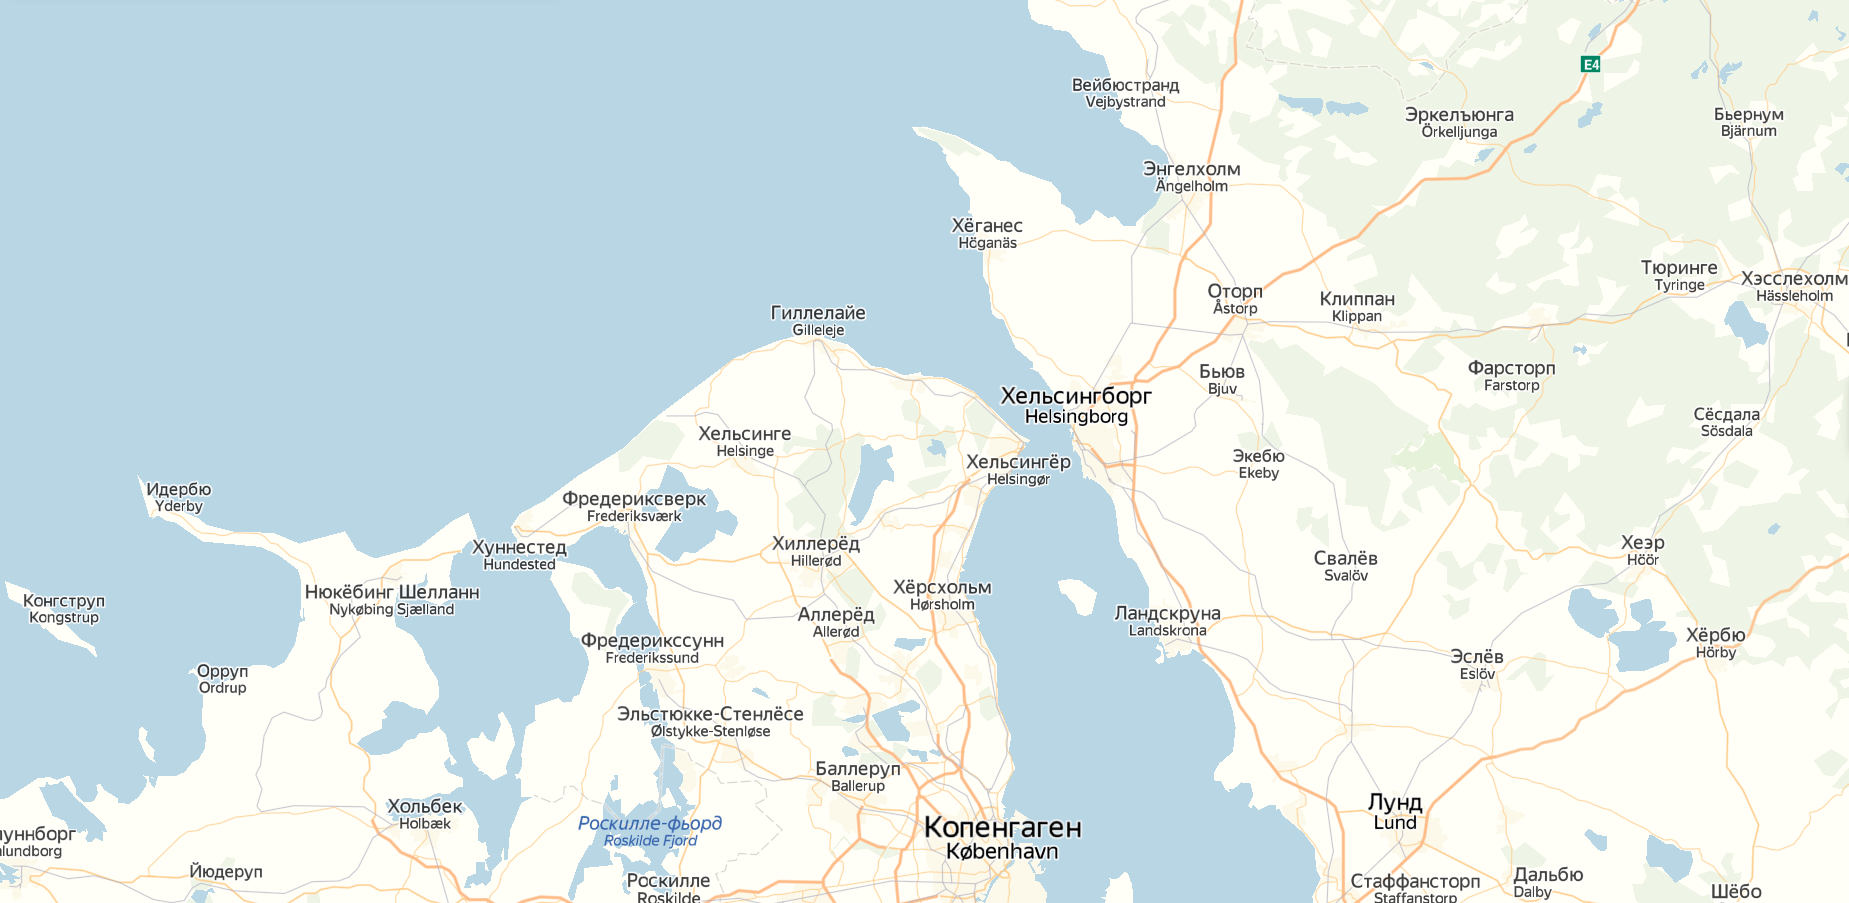 E4
Вейбюстранд
Vejbystrand
Эркелъюнга
Örkelljunga
Бьернум
Bjärnum
Энгелхолм
Ängelholm
Хёганес
Höganäs
Тюринге
Tyringe
Хэсслехолм
Hässleholm
Оторп
Åstorp
Клиппан
Klippan
Гиллелайе
Gilleleje
Фарсторп
Farstorp
Бьюв
Bjuv
Хельсингборг
Helsingborg
Сёсдала
Sösdala
Хельсинге
Helsinge
Экебю
Ekeby
Хельсингёр
Helsingør
Идербю
Yderby
Фредериксверк
Frederiksværk
Хуннестед
Hundested
Хиллерёд
Hillerød
Хеэр
Höör
Свалёв
Svalöv
Хёрсхольм
Hørsholm
Нюкёбинг Шелланн
Nykøbing Sjælland
Конгструп
Kongstrup
Аллерёд
Allerød
Ландскруна
Landskrona
Хёрбю
Hörby
Фредерикссунн
Frederikssund
Эслёв
Eslöv
Орруп
Ordrup
Эльстюкке-Стенлёсе
Ølstykke-Stenløse
Баллеруп
Ballerup
Хольбек
Holbæk
Лунд
Lund
Роскилле-фьорд
Roskilde Fjord
Копенгаген
København
луннборг
lundborg
Йюдеруп
Роскилле
Roskilde
Стаффансторп
Staffanstorp
Дальбю
Dalby
Шёбо